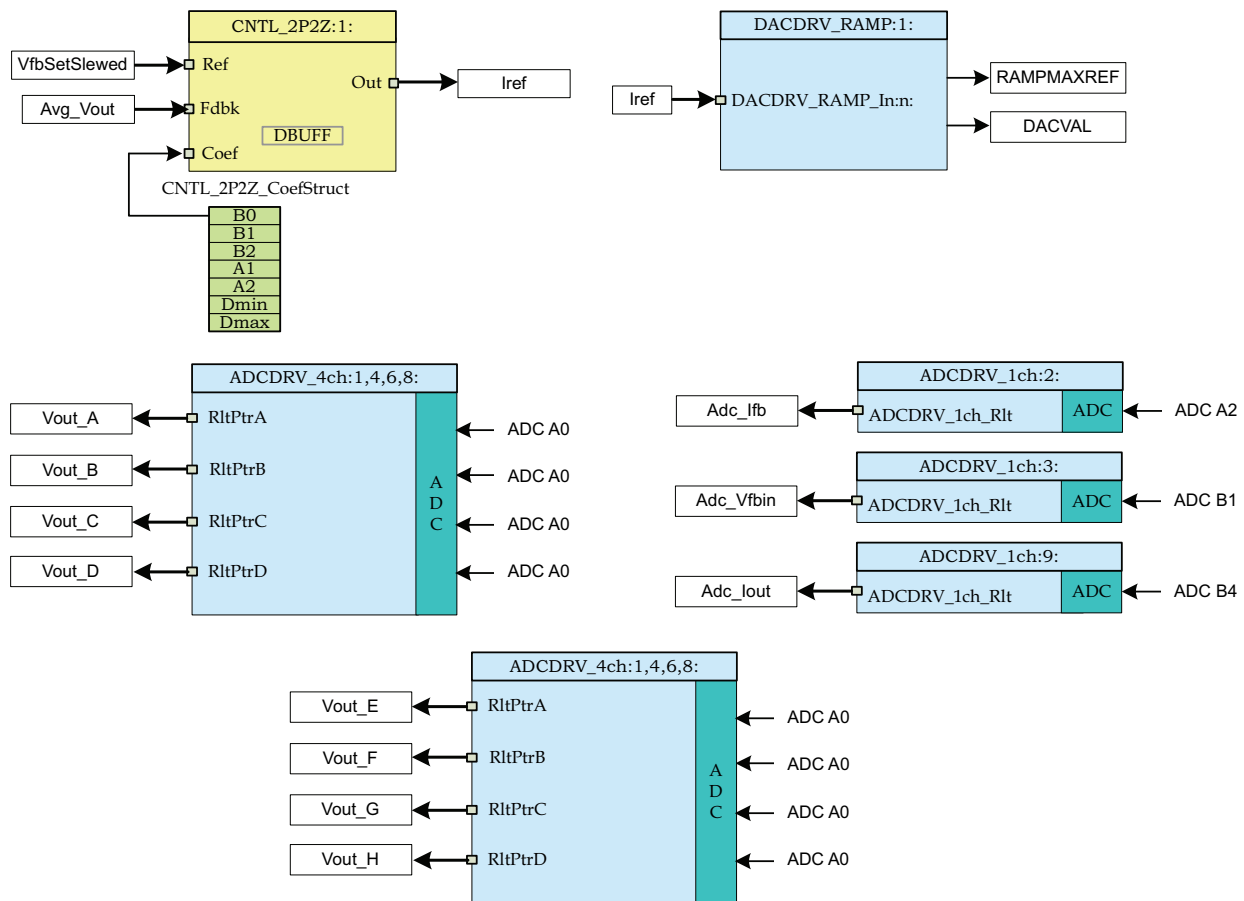 CNTL_2P2Z:1:
VfbSetSlewed
Ref
Out
Iref
Avg_Vout
Fdbk
DBUFF
Coef
CNTL_2P2Z_CoefStruct
B0
B1
B2
A1
A2
Dmin
Dmax
DACDRV_RAMP:1:
Iref
DACDRV_RAMP_In:n:
RAMPMAXREF
DACVAL
ADCDRV_4ch:1,4,6,8:
Vout_A
RltPtrA
ADC A0
Vout_B
RltPtrB
ADC A0
Vout_C
RltPtrC
ADC A0
Vout_D
RltPtrD
ADC A0
A
D
C
ADCDRV_1ch:2:
Adc_Ifb
ADCDRV_1ch_Rlt
ADC
ADC A2
ADCDRV_1ch:3:
Adc_Vfbin
ADCDRV_1ch_Rlt
ADC
ADC B1
ADCDRV_1ch:9:
Adc_Iout
ADCDRV_1ch_Rlt
ADC
ADC B4
ADCDRV_4ch:1,4,6,8:
Vout_E
RltPtrA
ADC A0
Vout_F
RltPtrB
ADC A0
Vout_G
RltPtrC
ADC A0
Vout_H
RltPtrD
ADC A0
A
D
C